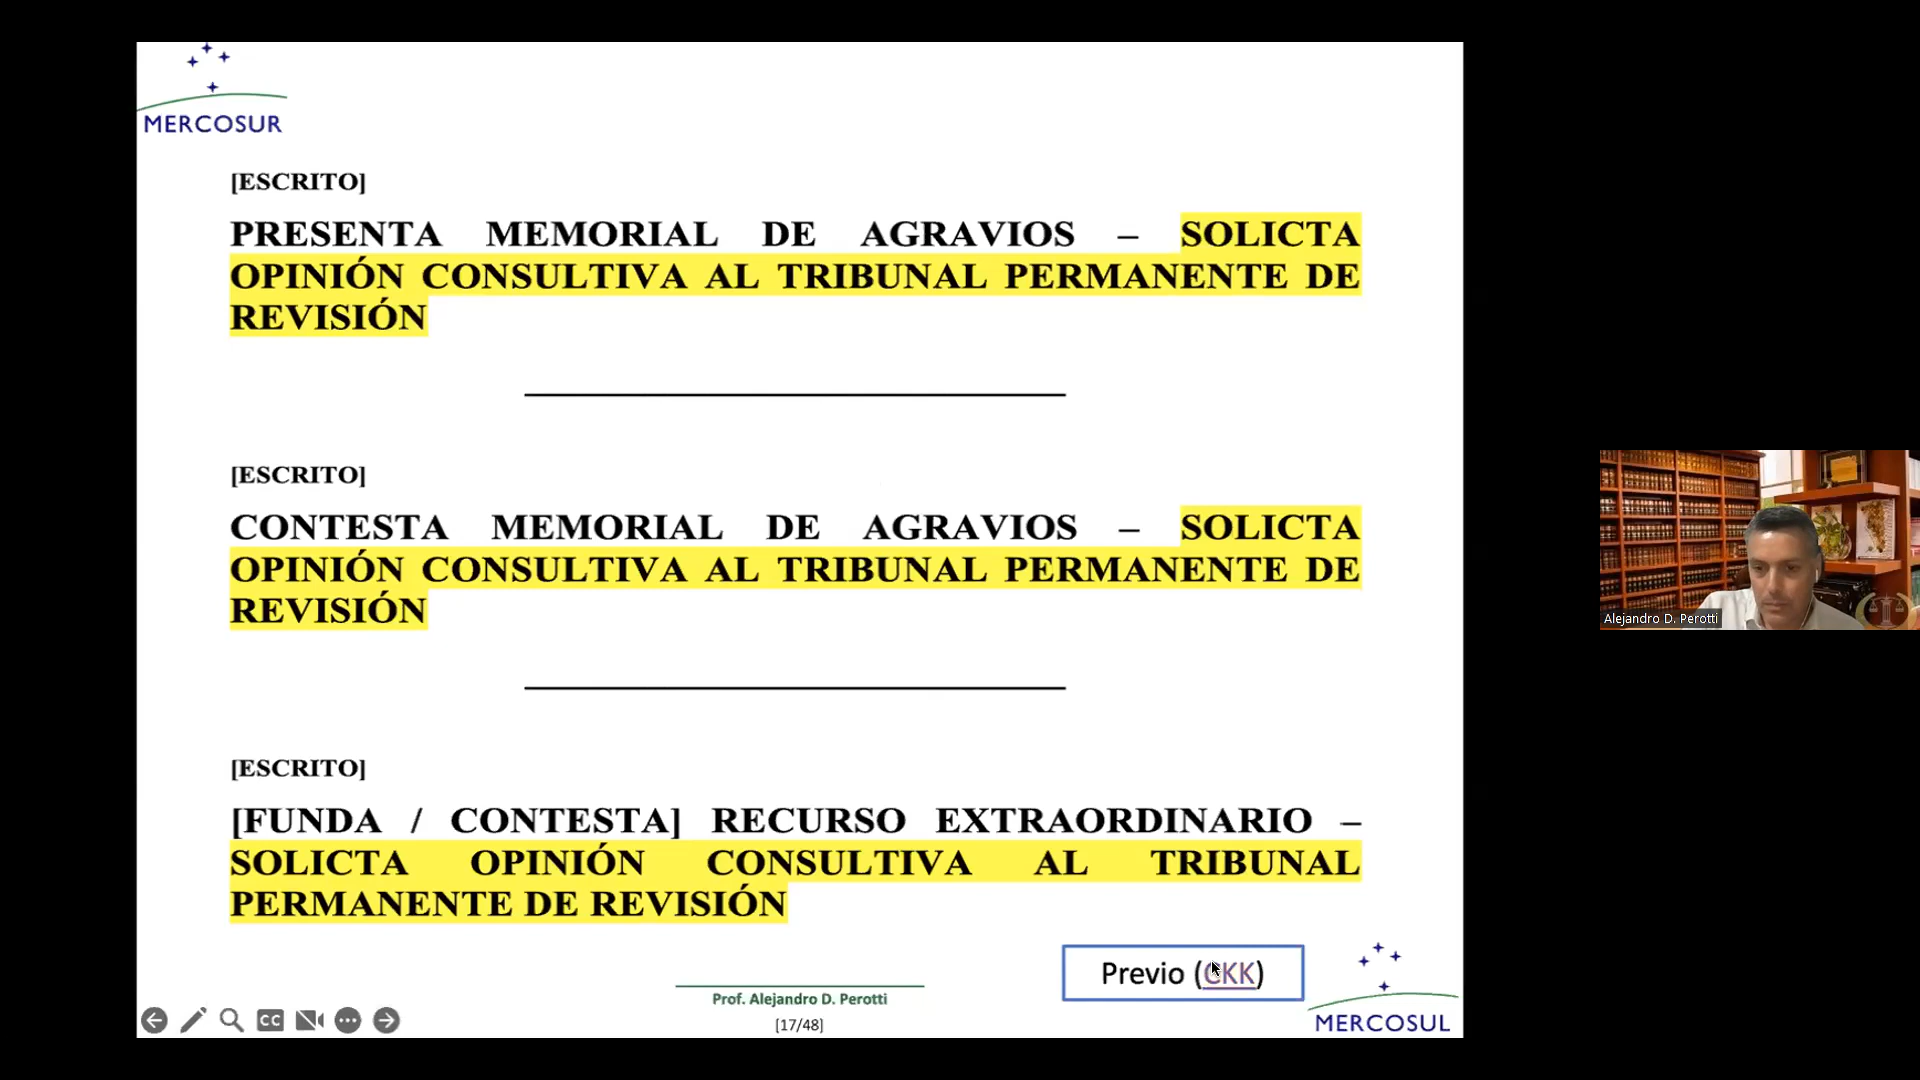 MERCOSUR
[ESCRITO]
PRESENTA MEMORIAL DE AGRAVIOS – SOLICTA
OPINIÓN CONSULTIVA AL TRIBUNAL PERMANENTE DE
REVISIÓN
[ESCRITO]
CONTESTA MEMORIAL DE AGRAVIOS – SOLICTA
OPINIÓN CONSULTIVA AL TRIBUNAL PERMANENTE DE
REVISIÓN
[ESCRITO]
[FUNDA / CONTESTA] RECURSO EXTRAORDINARIO –
SOLICTA OPINIÓN CONSULTIVA AL TRIBUNAL
PERMANENTE DE REVISIÓN
Previo (CKK)
Prof. Alejandro D. Perotti
[17/48]
MERCOSUL
CC
Alejandro D. Perotti